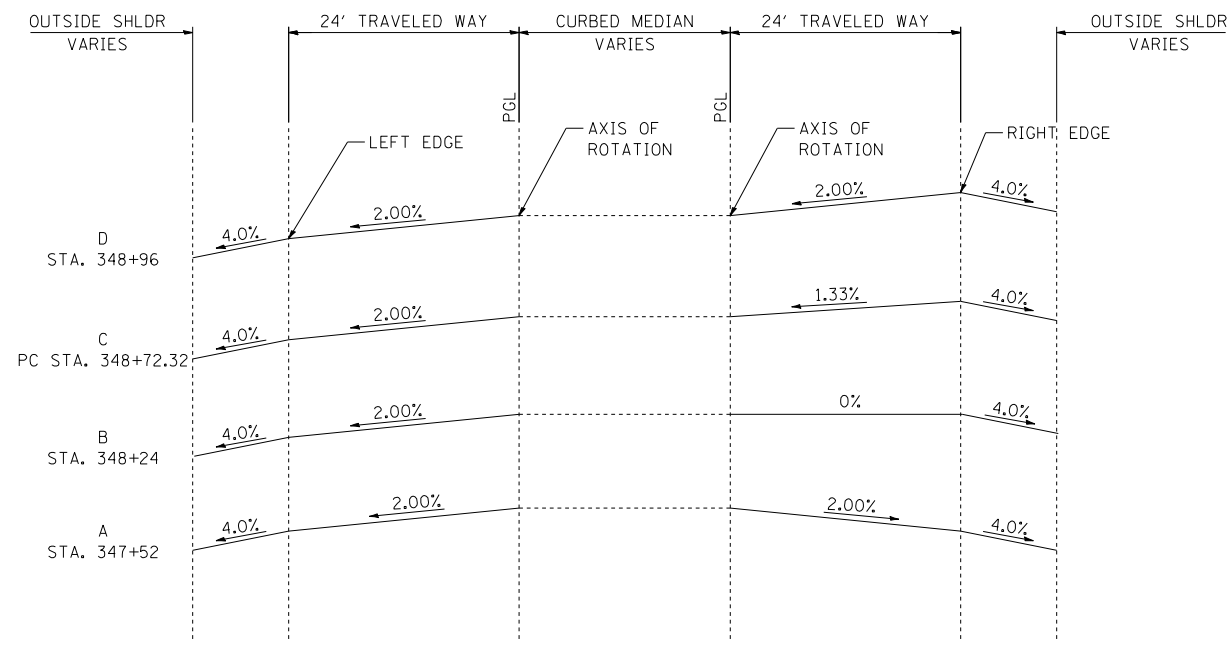 OUTSIDE SHLDR
VARIES
24' TRAVELED WAY
CURBED MEDIAN
VARIES
24' TRAVELED WAY
OUTSIDE SHLDR
VARIES
PGL
PGL
LEFT EDGE
AXIS OF
ROTATION
AXIS OF
ROTATION
RIGHT EDGE
D
STA. 348+96
4.0%
2.00%
2.00%
4.0%
C
PC STA. 348+72.32
4.0%
2.00%
1.33%
4.0%
B
STA. 348+24
4.0%
2.00%
0%
4.0%
A
STA. 347+52
4.0%
2.00%
2.00%
4.0%